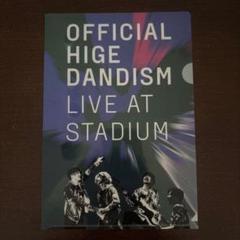 OFFICIAL
HIGE
DANDISM
LIVE AT
STADIUM